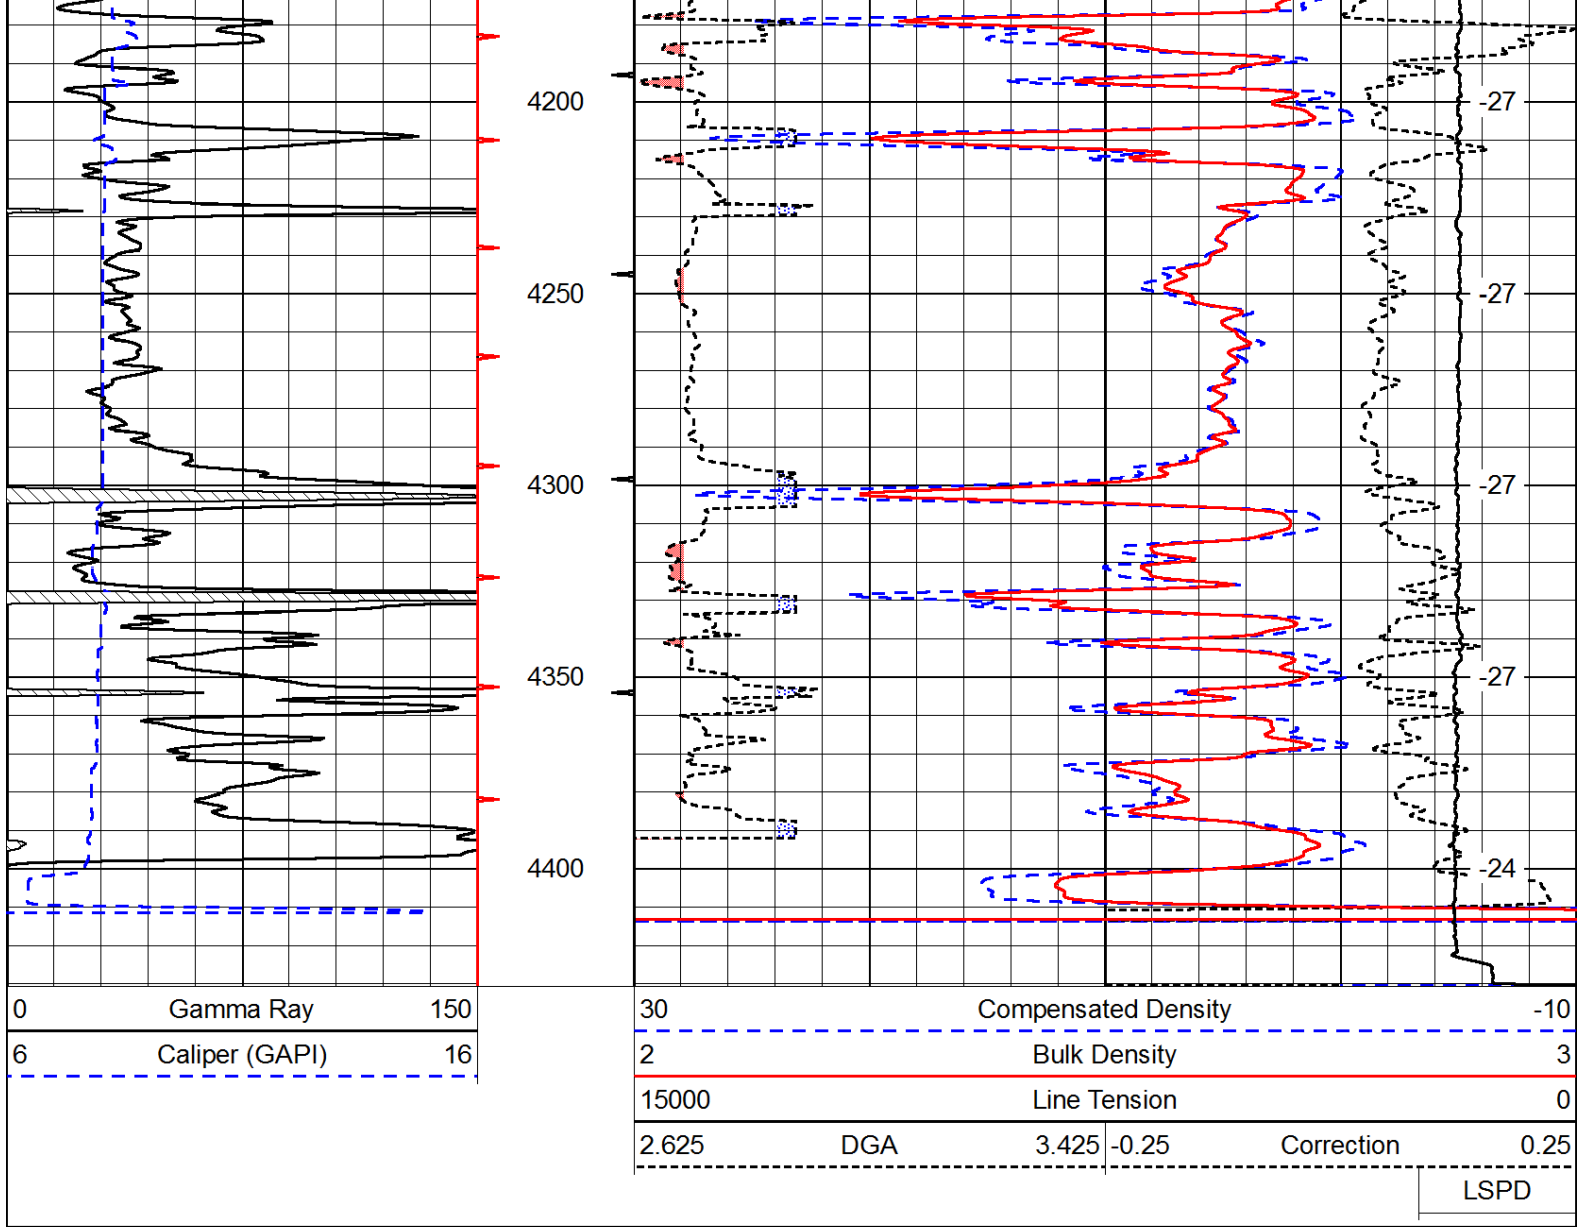 4200 -27
4250 -27
4300 -27
4350 -27
4400 -24
0 Gamma Ray 150 30 Compensated Density -10
6 Caliper (GAPI) 16 2 Bulk Density 3
15000 Line Tension 0
2.625 DGA 3.425 -0.25 Correction 0.25
LSPD